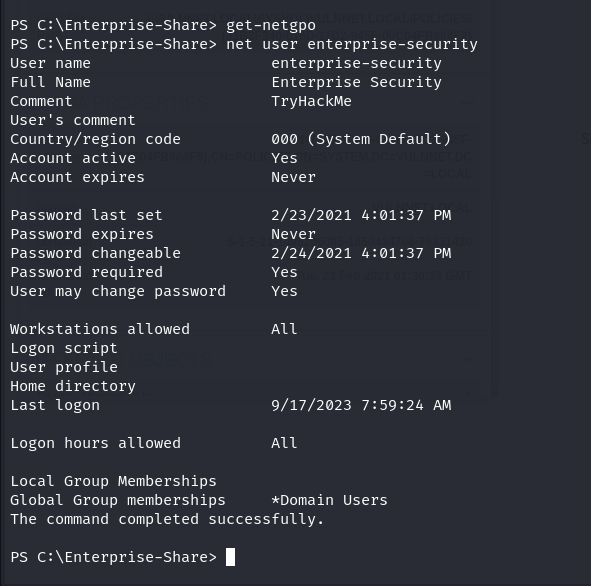 PS C:\Enterprise-Share> get-netgpo
PS C:\Enterprise-Share> net user enterprise-security
User name enterprise-security
Full Name Enterprise Security
Comment TryHackMe
User's comment
Country/region code 000 (System Default)
Account active Yes
Account expires Never
Password last set 2/23/2021 4:01:37 PM
Password expires Never
Password changeable 2/24/2021 4:01:37 PM
Password required Yes
User may change password Yes
Workstations allowed All
Logon script
User profile
Home directory
Last logon 9/17/2023 7:59:24 AM
Logon hours allowed All
Local Group Memberships
Global Group memberships *Domain Users
The command completed successfully.
PS C:\Enterprise-Share>